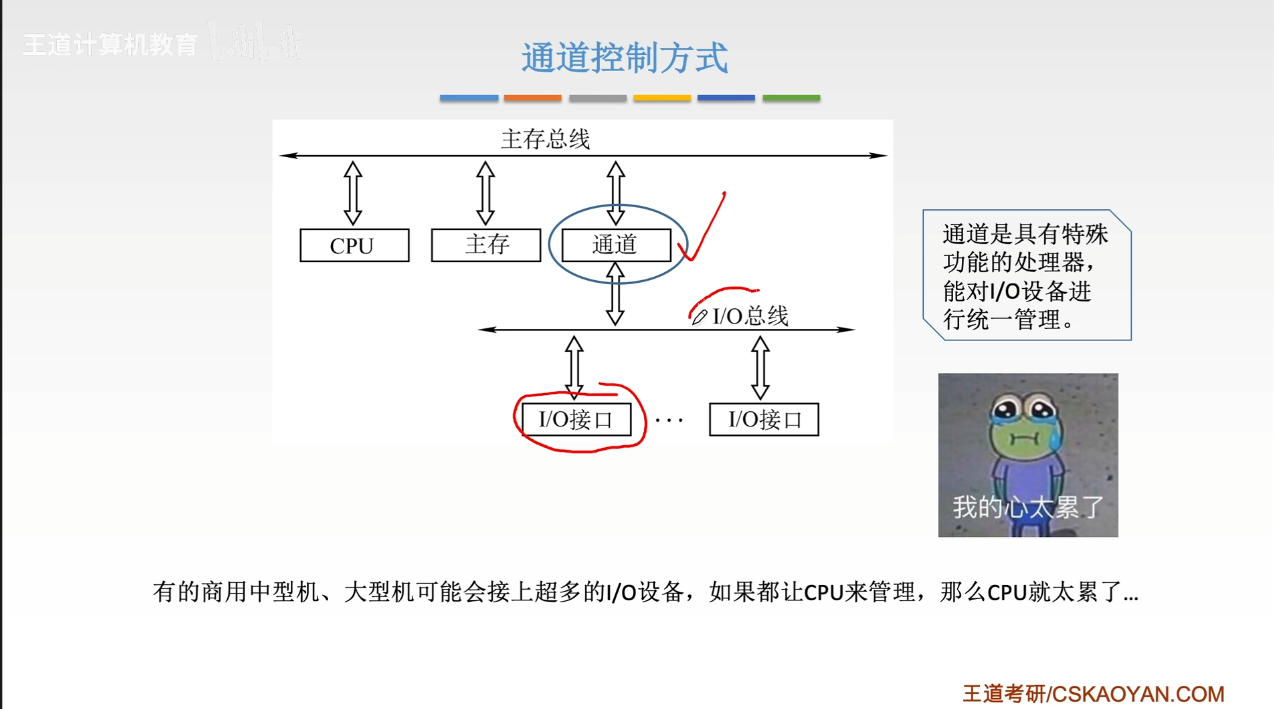 王道计算机教育
通道控制方式
主存总线
CPU
主存
通道
I/O总线
I/O接口
...
I/O接口
通道是具有特殊
功能的处理器，
能对I/O设备进
行统一管理。
我的心太累了
有的商用中型机、大型机可能会接上超多的I/O设备，如果都让CPU来管理，那么CPU就太累了...
王道考研/CSKAOYAN.COM